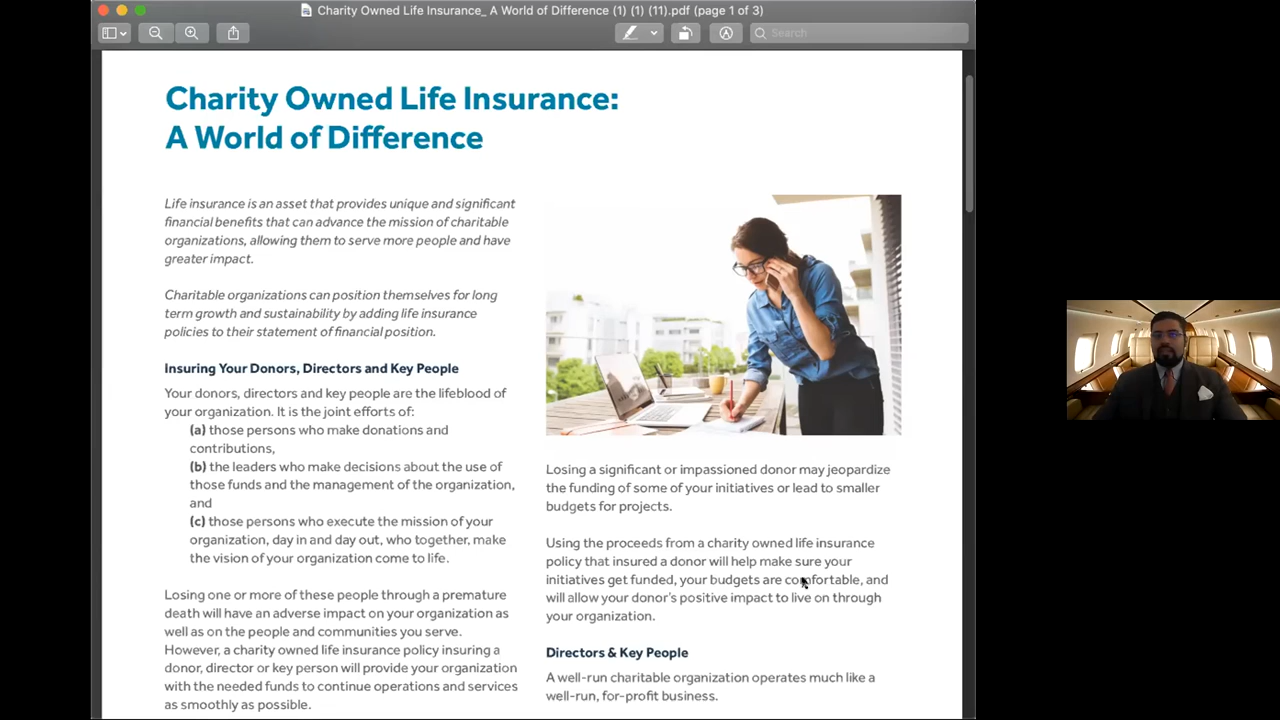 Charity Owned Life Insurance_ A World of Difference (1) (1) (11).pdf (page 1 of 3)
Search
Charity Owned Life Insurance:
A World of Difference
Life insurance is an asset that provides unique and significant
financial benefits that can advance the mission of charitable
organizations, allowing them to serve more people and have
greater impact.
Charitable organizations can position themselves for long
term growth and sustainability by adding life insurance
policies to their statement of financial position.
Insuring Your Donors, Directors and Key People
Your donors, directors and key people are the lifeblood of
your organization. It is the joint efforts of:
(a) those persons who make donations and
contributions,
(b) the leaders who make decisions about the use of
those funds and the management of the organization,
and
(c) those persons who execute the mission of your
organization, day in and day out, who together, make
the vision of your organization come to life.
Losing one or more of these people through a premature
death will have an adverse impact on your organization as
well as on the people and communities you serve.
However, a charity owned life insurance policy insuring a
donor, director or key person will provide your organization
with the needed funds to continue operations and services
as smoothly as possible.
Losing a significant or impassioned donor may jeopardize
the funding of some of your initiatives or lead to smaller
budgets for projects.
Using the proceeds from a charity owned life insurance
policy that insured a donor will help make sure your
initiatives get funded, your budgets are comfortable, and
will allow your donor's positive impact to live on through
your organization.
Directors & Key People
A well-run charitable organization operates much like a
well-run, for-profit business.